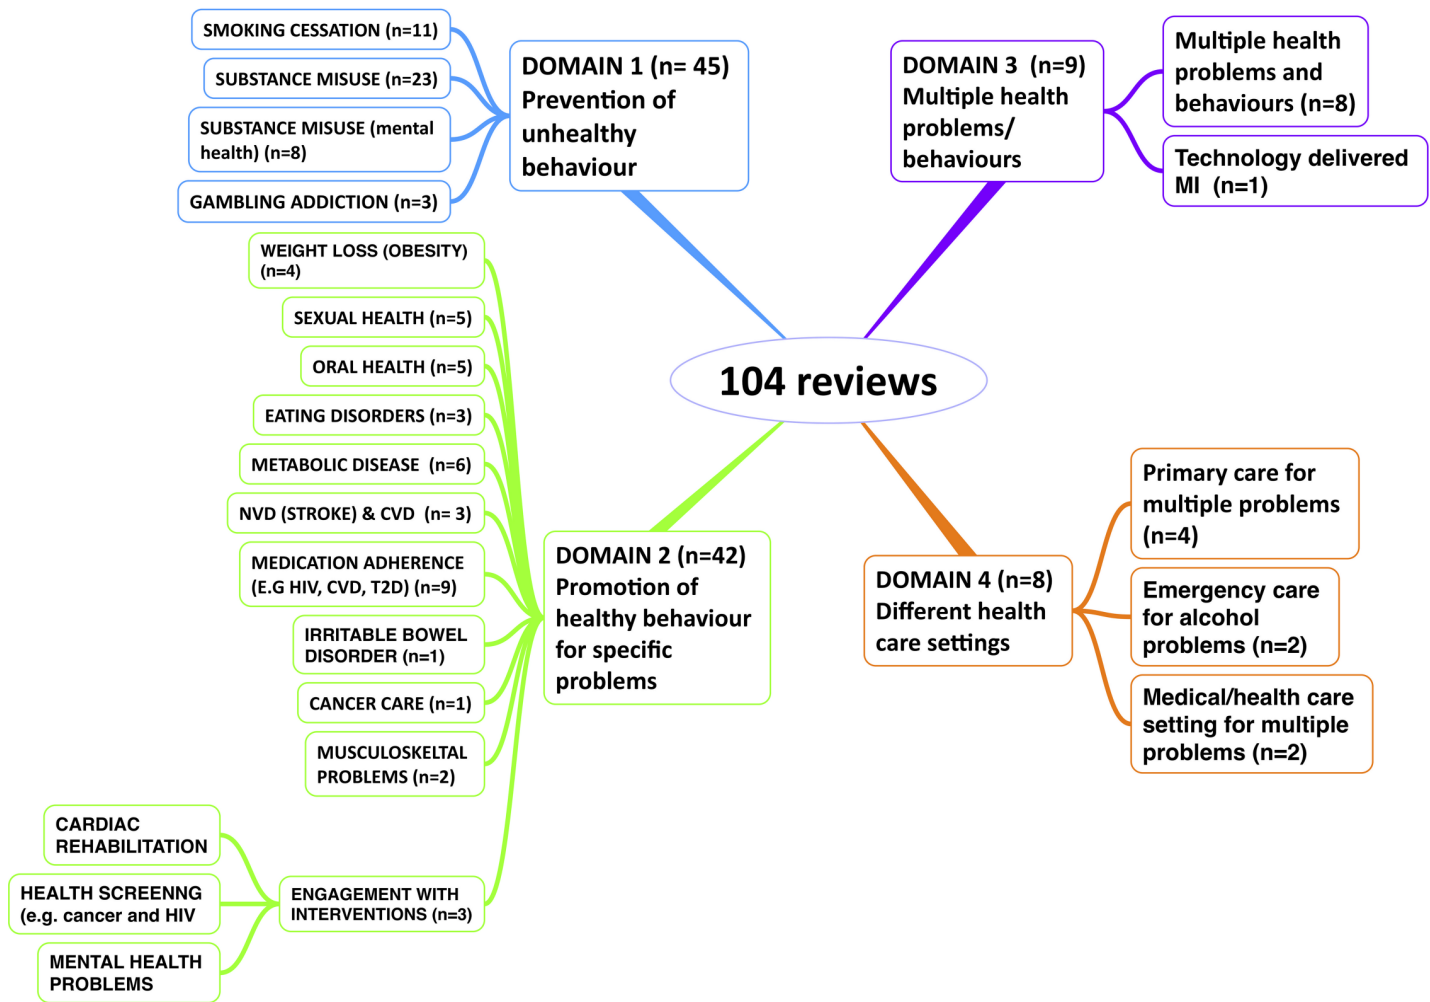 SMOKING CESSATION (n=11)
SUBSTANCE MISUSE (n=23)
SUBSTANCE MISUSE (mental
health) (n=8)
GAMBLING ADDICTION (n=3)
DOMAIN 1 (n= 45)
Prevention of
unhealthy
behaviour
DOMAIN 3 (n=9)
Multiple health
problems/
behaviours
Multiple health
problems and
behaviours (n=8)
Technology delivered
MI (n=1)
104 reviews
WEIGHT LOSS (OBESITY)
(n=4)
SEXUAL HEALTH (n=5)
ORAL HEALTH (n=5)
EATING DISORDERS (n=3)
METABOLIC DISEASE (n=6)
NVD (STROKE) & CVD (n= 3)
MEDICATION ADHERENCE
(E.G HIV, CVD, T2D) (n=9)
IRRITABLE BOWEL
DISORDER (n=1)
CANCER CARE (n=1)
MUSCULOSKELTAL
PROBLEMS (n=2)
ENGAGEMENT WITH
INTERVENTIONS (n=3)
CARDIAC
REHABILITATION
HEALTH SCREENNG
(e.g. cancer and HIV
MENTAL HEALTH
PROBLEMS
DOMAIN 2 (n=42)
Promotion of
healthy behaviour
for specific
problems
DOMAIN 4 (n=8)
Different health
care settings
Primary care for
multiple problems
(n=4)
Emergency care
for alcohol
problems (n=2)
Medical/health care
setting for multiple
problems (n=2)